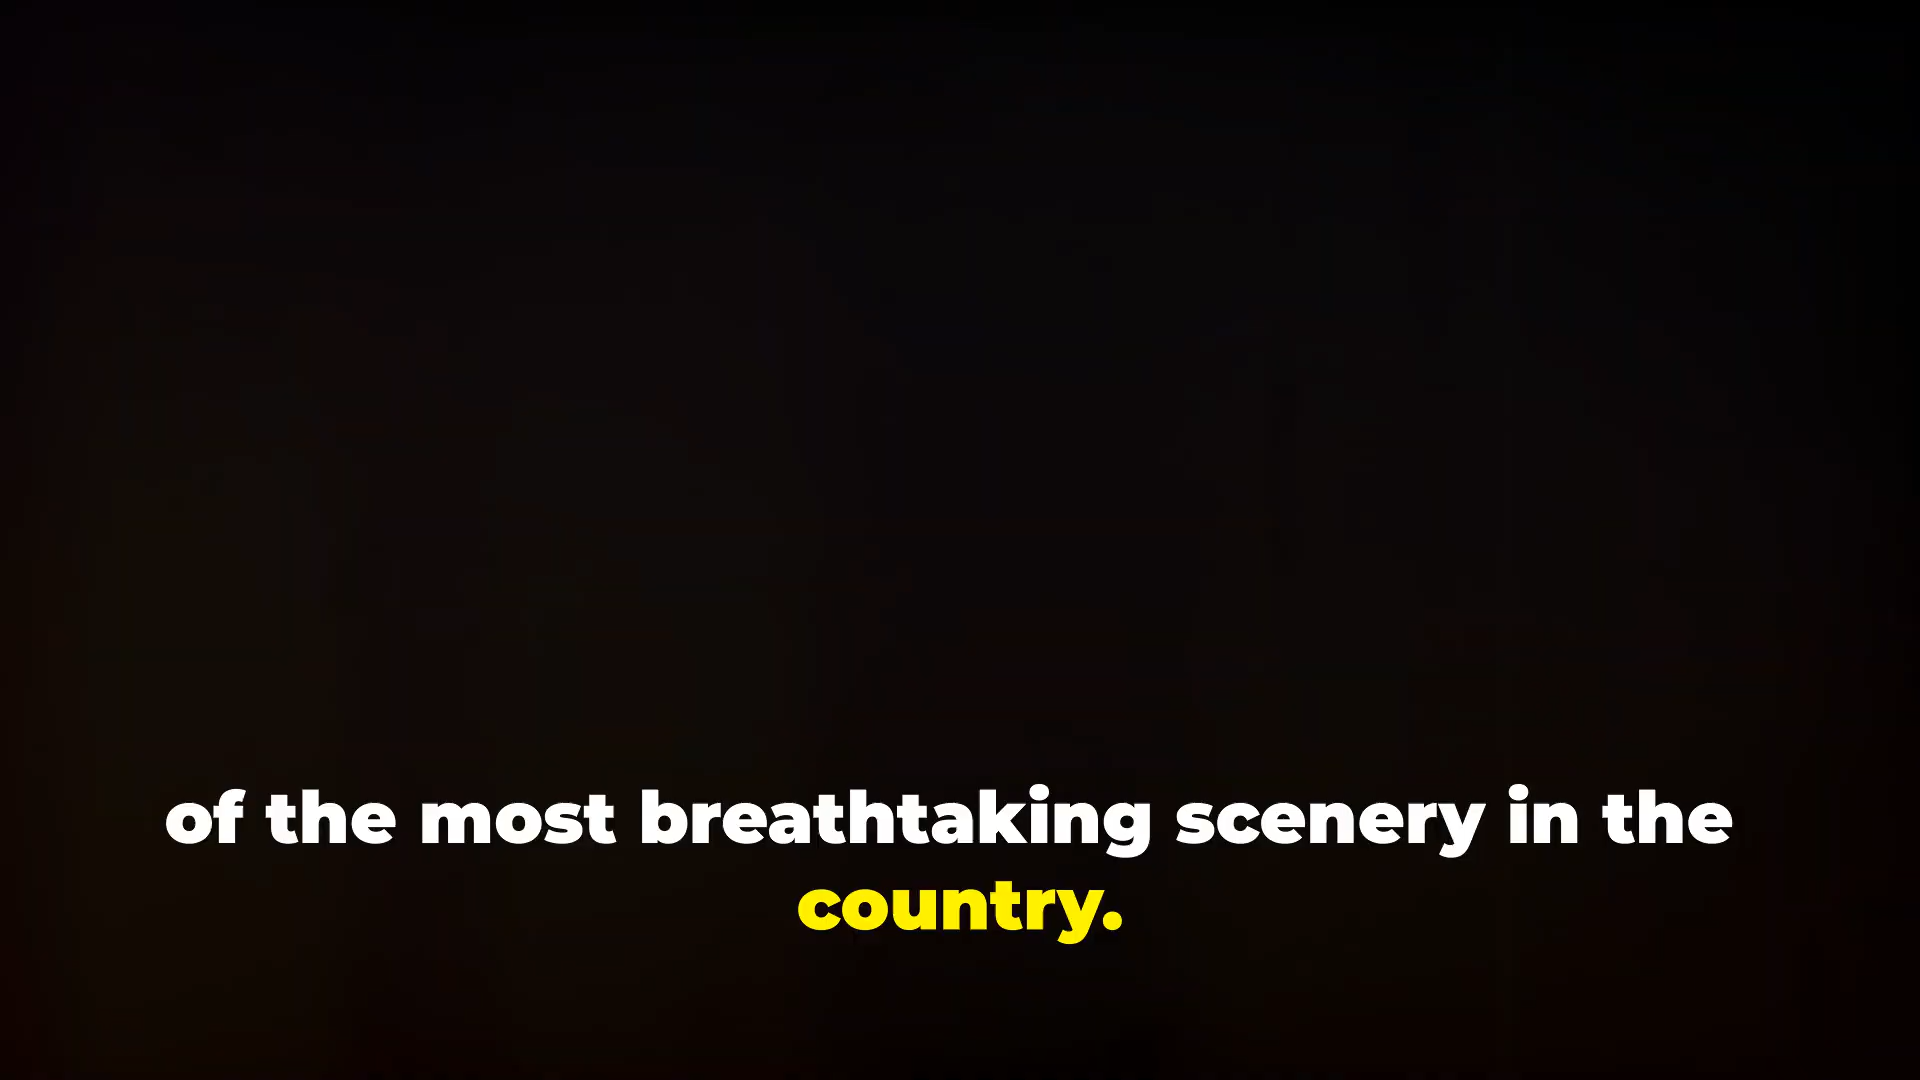 of the most breathtaking scenery in the
country.